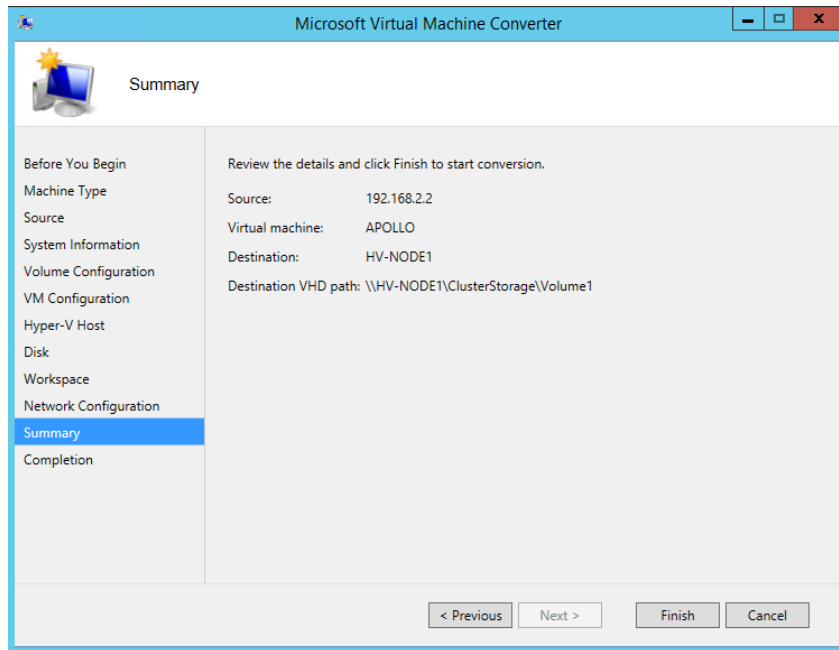 Microsoft Virtual Machine Converter
Summary
Before You Begin
Machine Type
Source
System Information
Volume Configuration
VM Configuration
Hyper-V Host
Disk
Workspace
Network Configuration
Summary
Completion
Review the details and click Finish to start conversion.
Source: 192.168.2.2
Virtual machine: APOLLO
Destination: HV-NODE1
Destination VHD path: \\HV-NODE1\ClusterStorage\Volume1
< Previous Next > Finish Cancel